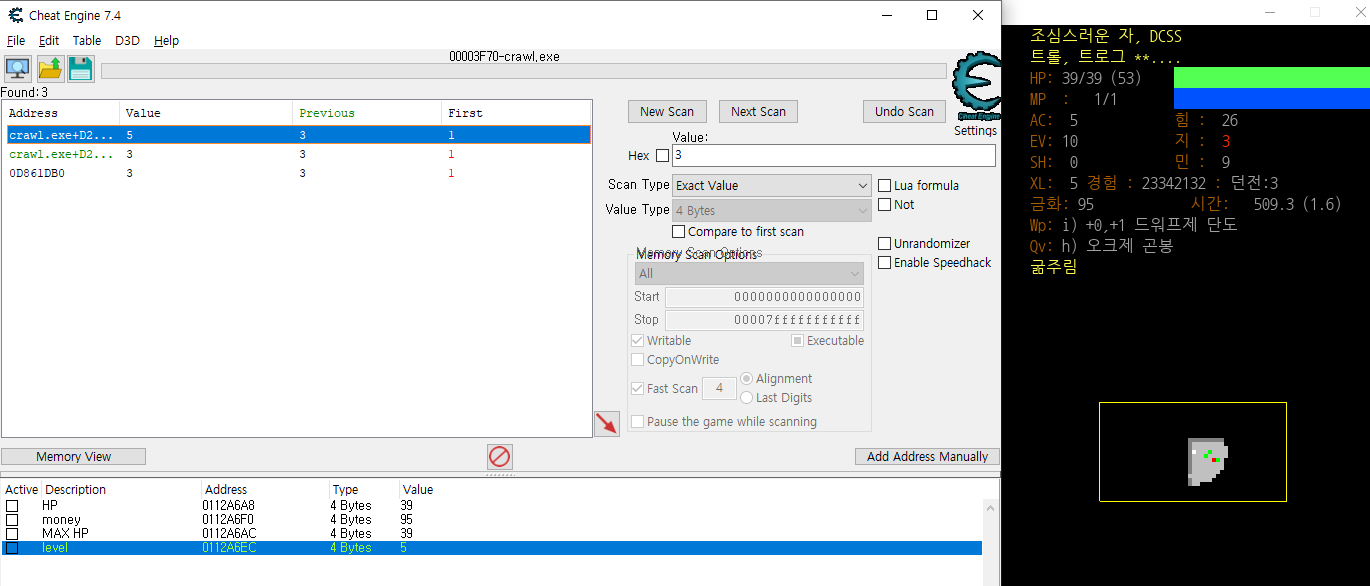 Cheat Engine 7.4
File Edit Table D3D Help
00003F70-crawl.exe
Found:3
Address Value Previous First
crawl.exe+D2... 5 3 1
crawl.exe+D2... 3 3 1
0D861DB0 3 3 1
New Scan Next Scan Undo Scan
Cheat Engine
Settings
Value:
Hex 3
Scan Type Exact Value
Lua formula
Value Type 4 Bytes
Not
Compare to first scan
Memory Scan Options
Unrandomizer
All
Enable Speedhack
Start 0000000000000000
Stop 00007fffffffffff
Writable Executable
CopyOnWrite
Fast Scan 4 Alignment
Last Digits
Pause the game while scanning
Memory View Add Address Manually
Active Description Address Type Value
HP 0112A6A8 4 Bytes 39
money 0112A6F0 4 Bytes 95
MAX HP 0112A6AC 4 Bytes 39
level 0112A6EC 4 Bytes 5
조심스러운 자, DCSS
트롤, 트로그 **....
HP: 39/39 (53)
MP : 1/1
AC: 5 힘 : 26
EV: 10 지 : 3
SH: 0 민 : 9
XL: 5 경험 : 23342132 : 던전:3
금화: 95 시간: 509.3 (1.6)
Wp: i) +0,+1 드워프제 단도
Qv: h) 오크제 곤봉
굶주림